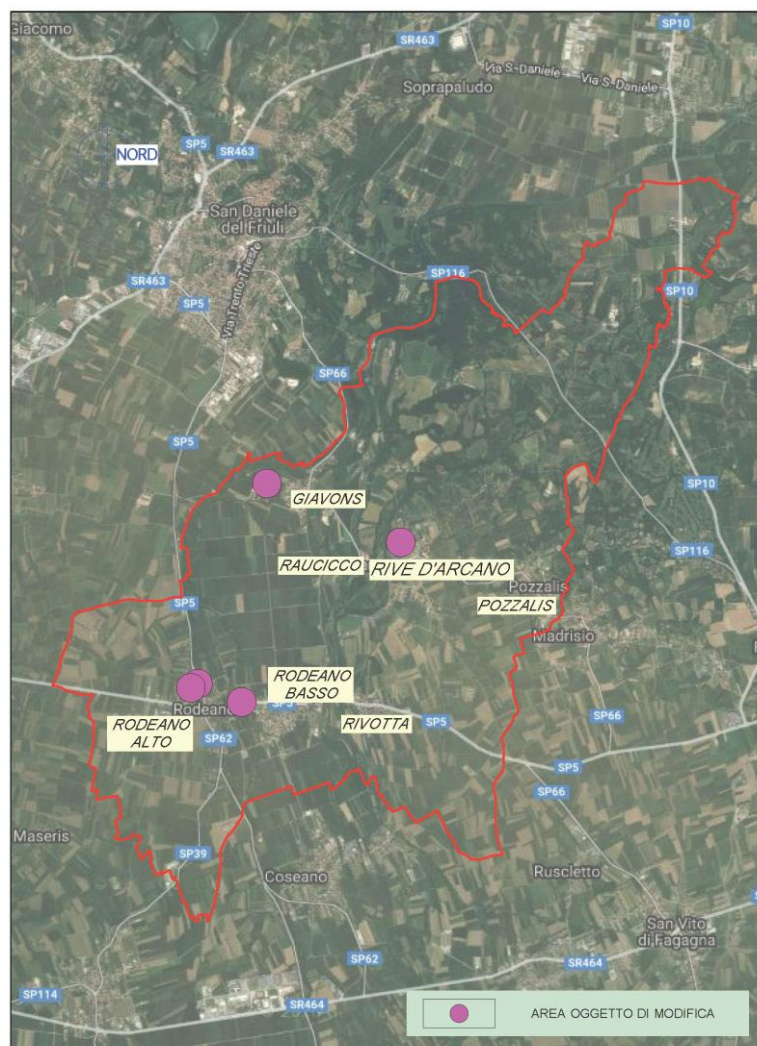 Giacomo
SR463
SP10
Via S. Daniele
Via S. Daniele
Soprapaludo
SP5
SR463
NORD
San Daniele
del Friuli
SP116
SR463
SP5
Via Trento Trieste
SP10
SP66
SP5
SP10
GIAVONS
SP116
RAUCICCO
RIVE D'ARCANO
Pozzalis
POZZALIS
SP5
Madrisio
RODEANO
BASSO
Rodeano
SP5
RODEANO
ALTO
RIVOTTA
SP5
SP66
SP62
SP5
SP66
Maseris
SP39
Coseano
Ruscletto
San Vito
di Fagagna
SP62
SR464
SP114
SR464
AREA OGGETTO DI MODIFICA